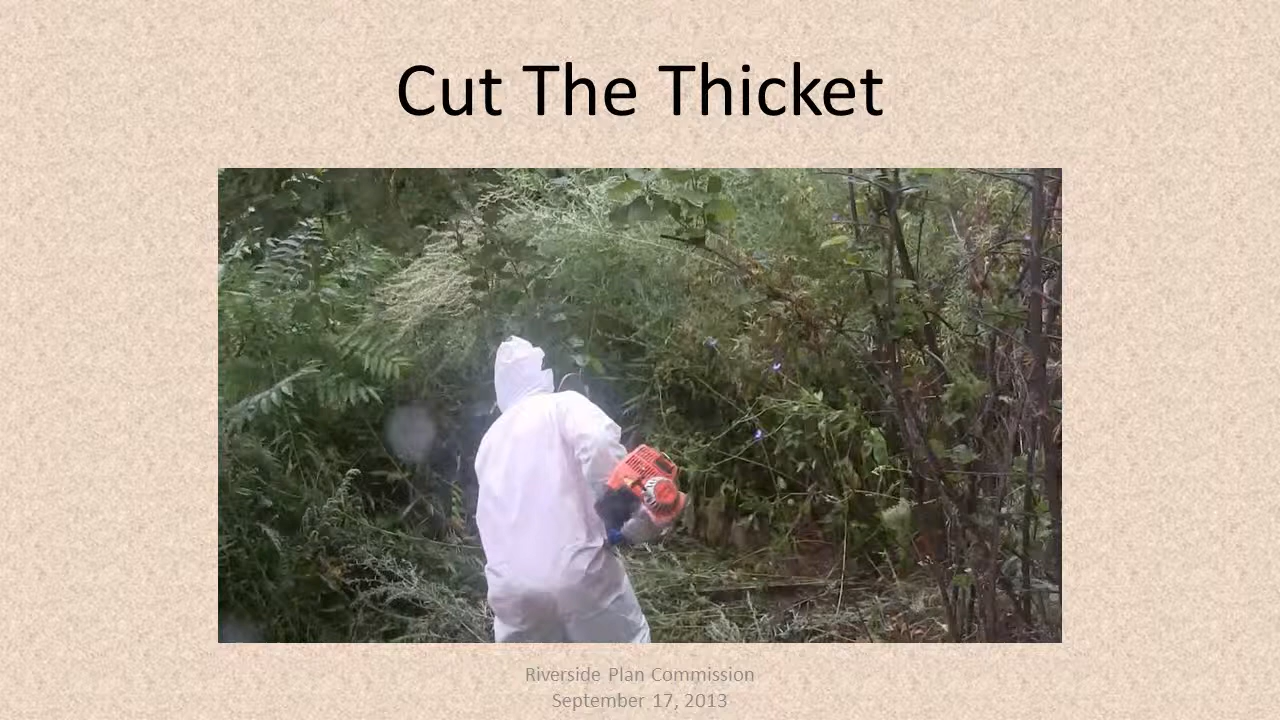 Cut The Thicket
Riverside Plan Commission
September 17, 2013